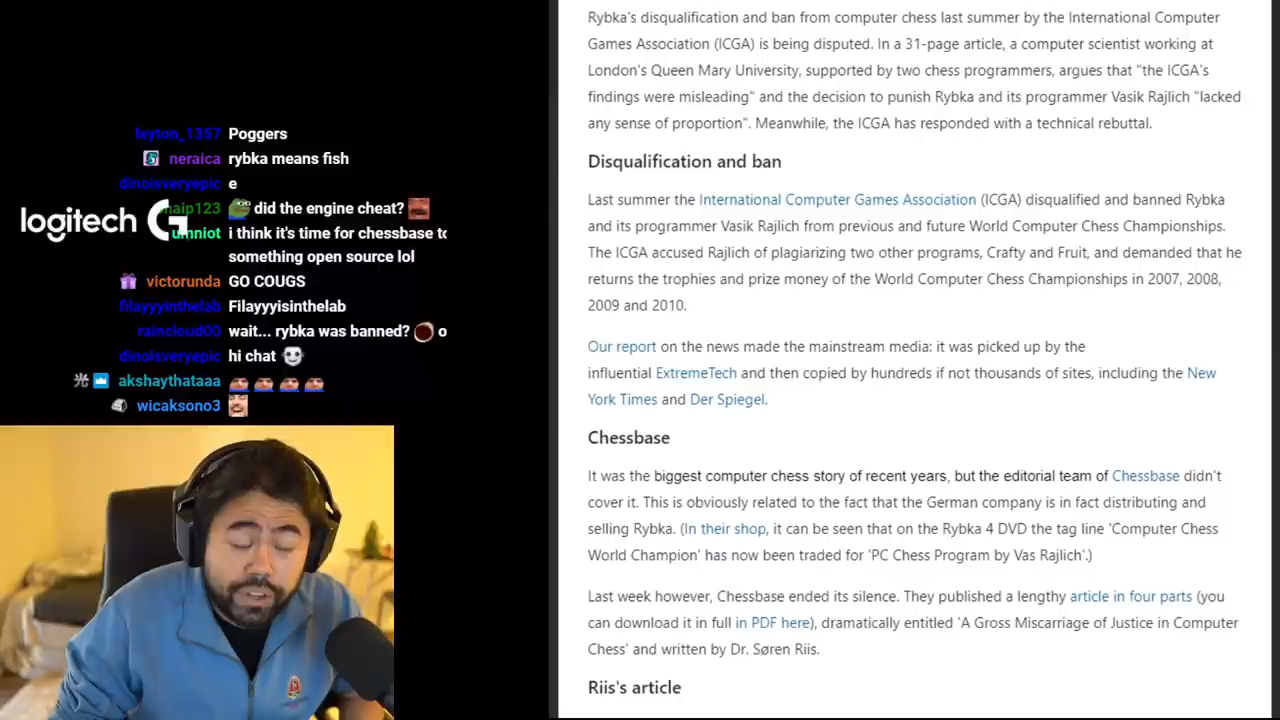 leyton_1357 Poggers
neraica rybka means fish
dinoisveryepic e
naip123 did the engine cheat?
umniot i think it's time for chessbase to
something open source lol
victorunda GO COUGS
filayyyinthelab Filayyyisinthelab
raincloud00 wait... rybka was banned? o
dinoisveryepic hi chat
光 akshaythataaa
wicaksono3
logitech G
Rybka's disqualification and ban from computer chess last summer by the International Computer
Games Association (ICGA) is being disputed. In a 31-page article, a computer scientist working at
London's Queen Mary University, supported by two chess programmers, argues that "the ICGA's
findings were misleading" and the decision to punish Rybka and its programmer Vasik Rajlich "lacked
any sense of proportion". Meanwhile, the ICGA has responded with a technical rebuttal.
Disqualification and ban
Last summer the International Computer Games Association (ICGA) disqualified and banned Rybka
and its programmer Vasik Rajlich from previous and future World Computer Chess Championships.
The ICGA accused Rajlich of plagiarizing two other programs, Crafty and Fruit, and demanded that he
returns the trophies and prize money of the World Computer Chess Championships in 2007, 2008,
2009 and 2010.
Our report on the news made the mainstream media: it was picked up by the
influential ExtremeTech and then copied by hundreds if not thousands of sites, including the New
York Times and Der Spiegel.
Chessbase
It was the biggest computer chess story of recent years, but the editorial team of Chessbase didn't
cover it. This is obviously related to the fact that the German company is in fact distributing and
selling Rybka. (In their shop, it can be seen that on the Rybka 4 DVD the tag line 'Computer Chess
World Champion' has now been traded for 'PC Chess Program by Vas Rajlich'.)
Last week however, Chessbase ended its silence. They published a lengthy article in four parts (you
can download it in full in PDF here), dramatically entitled 'A Gross Miscarriage of Justice in Computer
Chess' and written by Dr. Søren Riis.
Riis's article